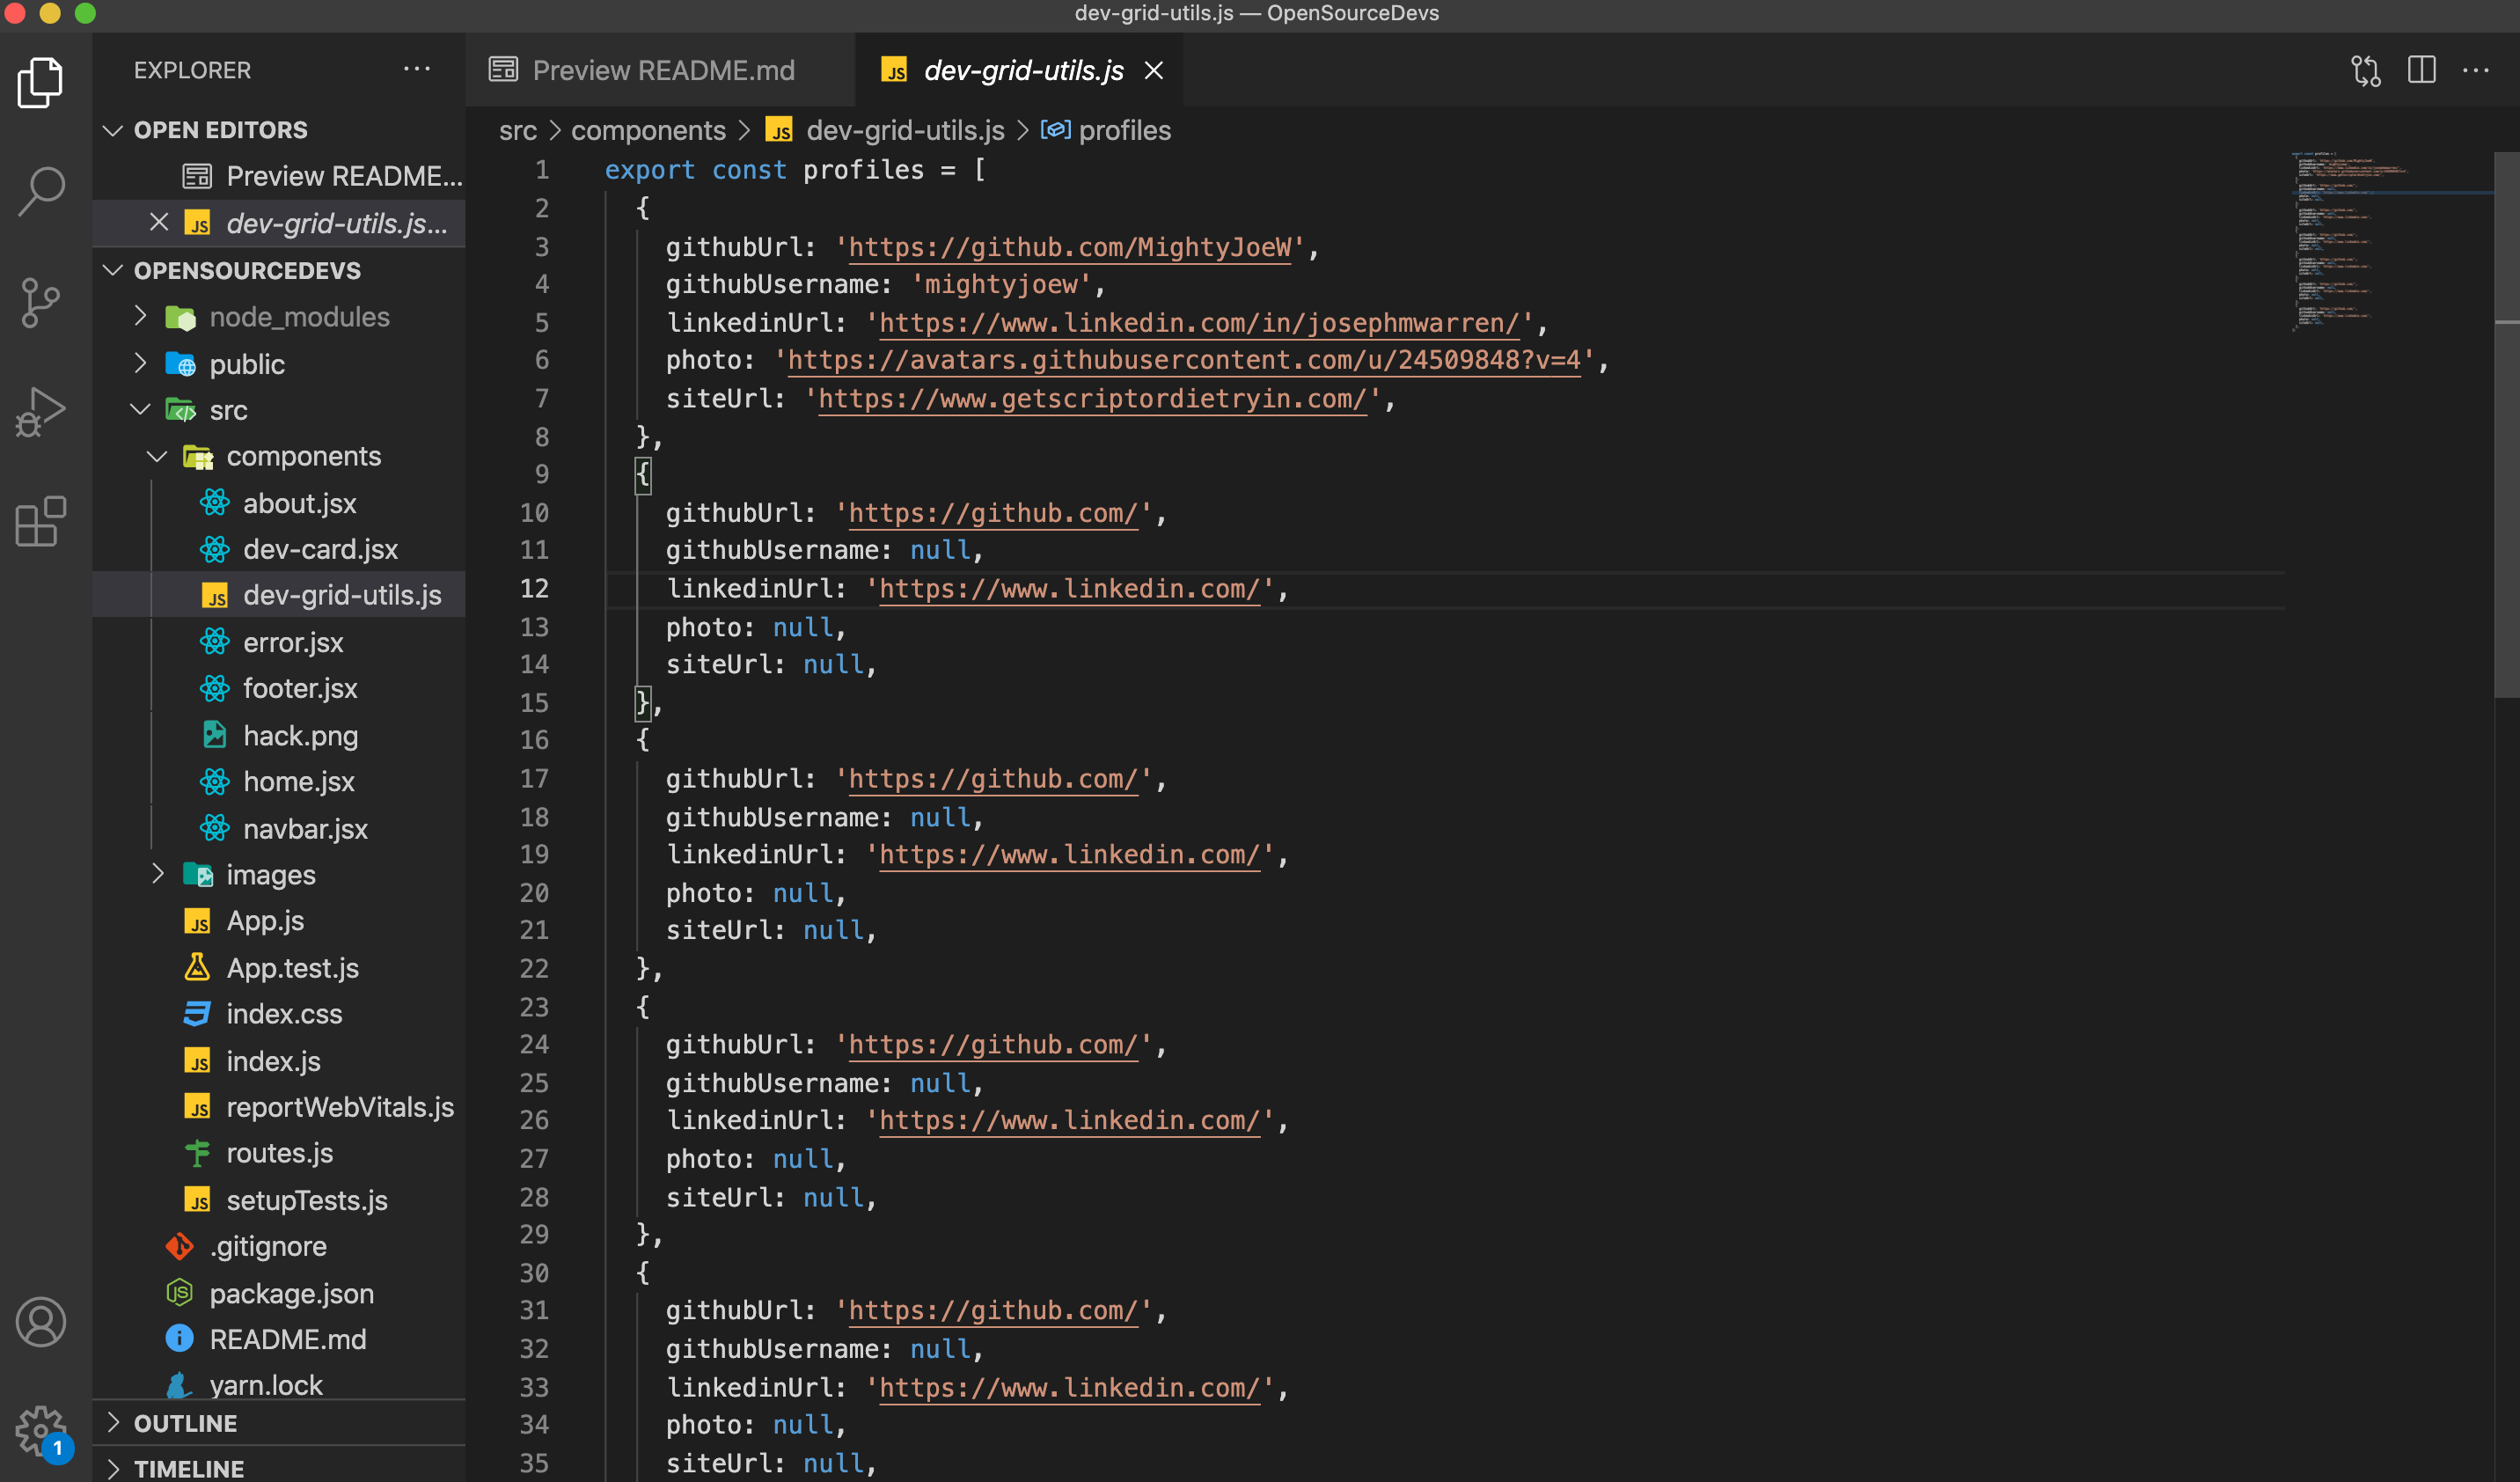 dev-grid-utils.js — OpenSourceDevs
EXPLORER
OPEN EDITORS
Preview README...
dev-grid-utils.js...
OPENSOURCEDEVS
node_modules
public
src
components
about.jsx
dev-card.jsx
dev-grid-utils.js
error.jsx
footer.jsx
hack.png
home.jsx
navbar.jsx
images
App.js
App.test.js
index.css
index.js
reportWebVitals.js
routes.js
setupTests.js
.gitignore
package.json
README.md
yarn.lock
OUTLINE
TIMELINE
1
Preview README.md
JS dev-grid-utils.js
src > components > JS dev-grid-utils.js > profiles
1 export const profiles = [
2 {
3 githubUrl: 'https://github.com/MightyJoeW',
4 githubUsername: 'mightyjoew',
5 linkedinUrl: 'https://www.linkedin.com/in/josephmwarren/',
6 photo: 'https://avatars.githubusercontent.com/u/24509848?v=4',
7 siteUrl: 'https://www.getscriptordietryin.com/',
8 },
9 {
10 githubUrl: 'https://github.com/',
11 githubUsername: null,
12 linkedinUrl: 'https://www.linkedin.com/',
13 photo: null,
14 siteUrl: null,
15 },
16 {
17 githubUrl: 'https://github.com/',
18 githubUsername: null,
19 linkedinUrl: 'https://www.linkedin.com/',
20 photo: null,
21 siteUrl: null,
22 },
23 {
24 githubUrl: 'https://github.com/',
25 githubUsername: null,
26 linkedinUrl: 'https://www.linkedin.com/',
27 photo: null,
28 siteUrl: null,
29 },
30 {
31 githubUrl: 'https://github.com/',
32 githubUsername: null,
33 linkedinUrl: 'https://www.linkedin.com/',
34 photo: null,
35 siteUrl: null,